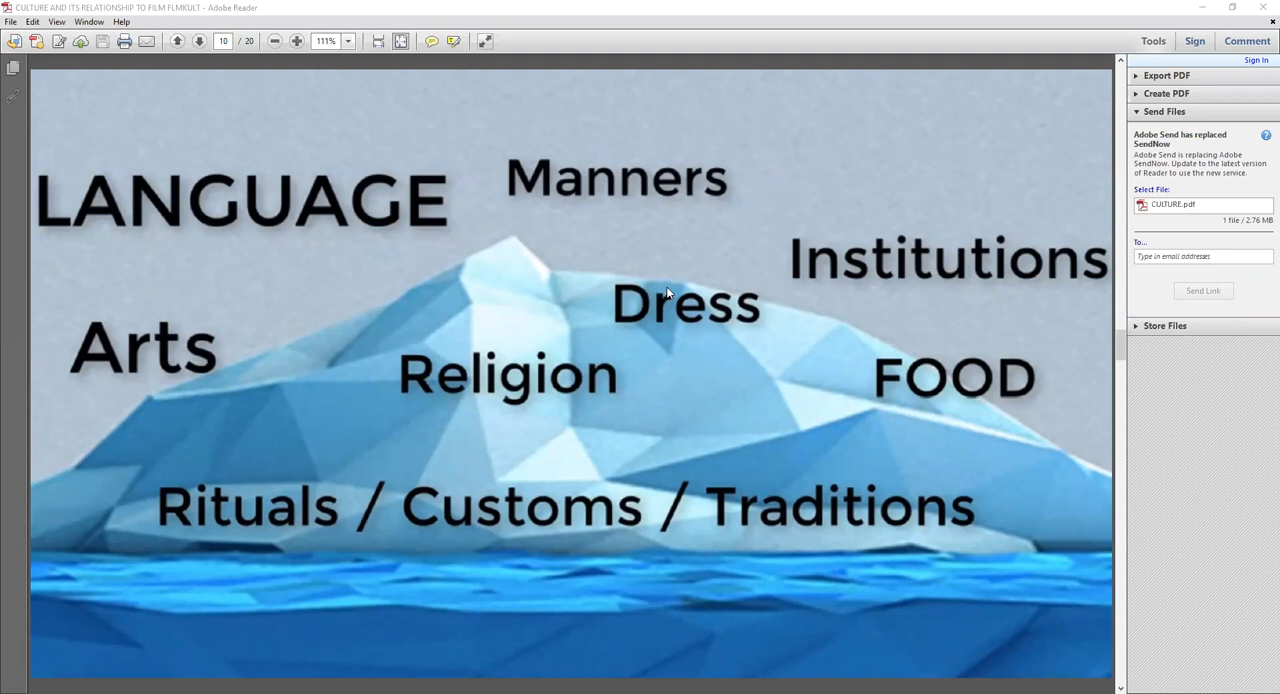 CULTURE AND ITS RELATIONSHIP TO FILM FLMKULT - Adobe Reader
File Edit View Window Help
10 / 20 111%
Tools Sign Comment
Sign In
Export PDF
Create PDF
Send Files
Adobe Send has replaced
SendNow
Adobe Send is replacing Adobe
SendNow. Update to the latest version
of Reader to use the new service.
Select File:
CULTURE.pdf
1 file / 2.76 MB
To...
Type in email addresses
Send Link
Store Files
LANGUAGE
Manners
Institutions
Dress
Arts
Religion
FOOD
Rituals / Customs / Traditions